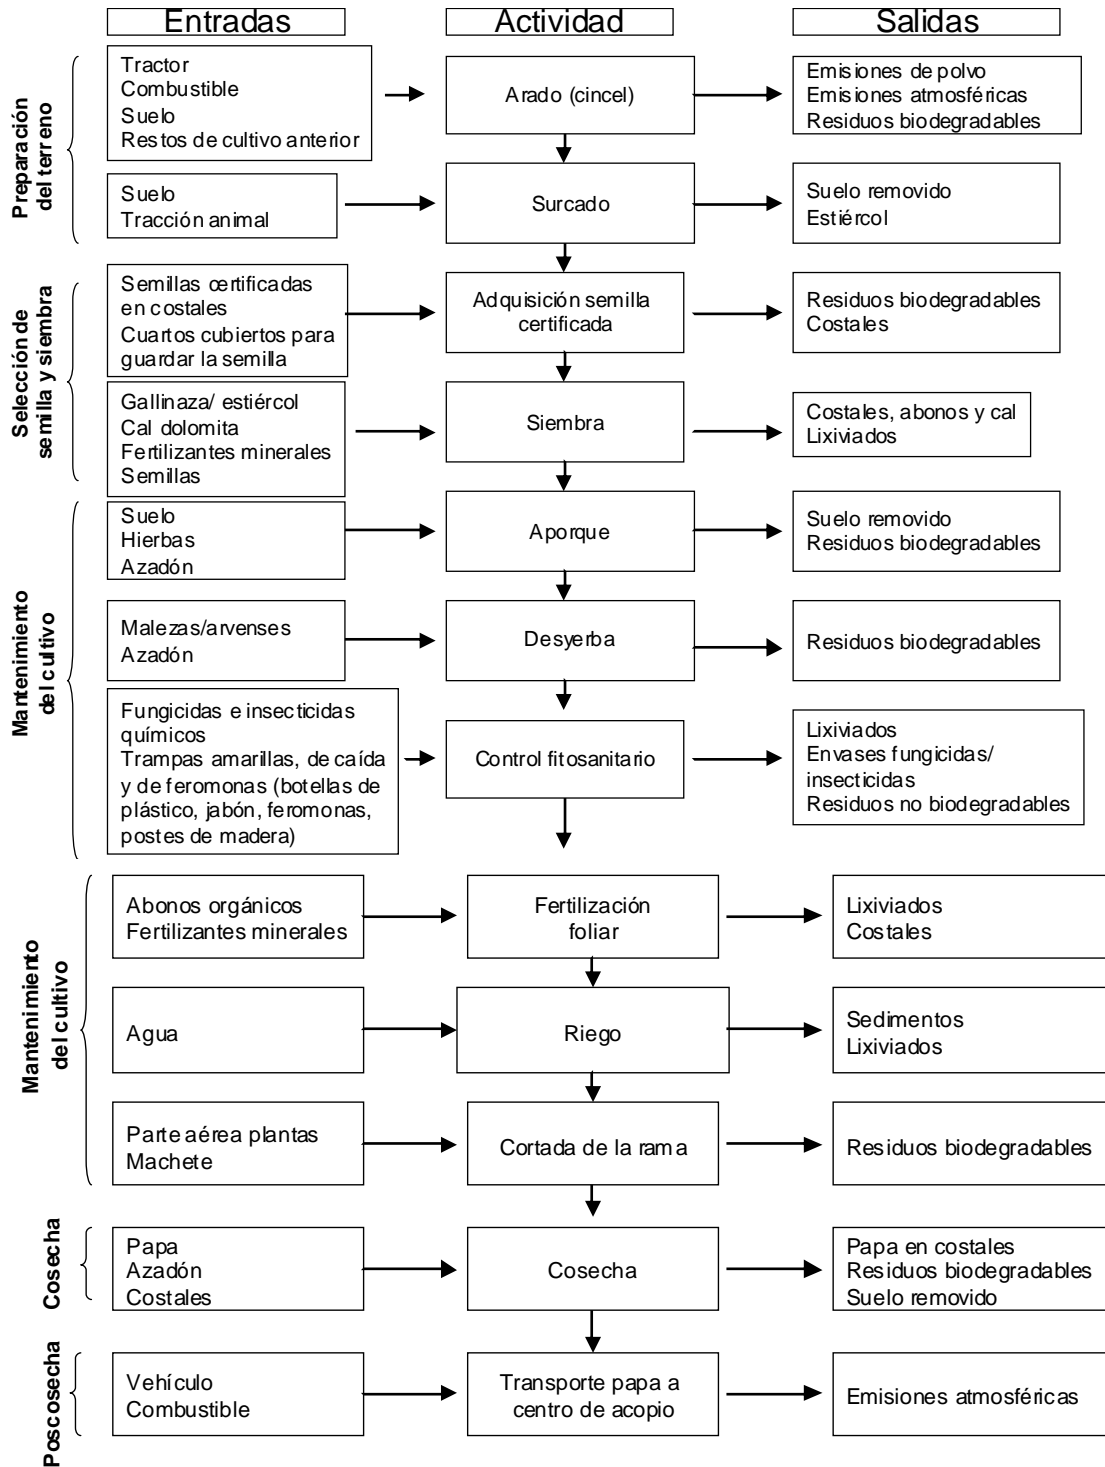 Entradas
Actividad
Salidas
Preparación
del terreno
Tractor
Combustible
Suelo
Restos de cultivo anterior
Arado (cincel)
Emisiones de polvo
Emisiones atmosféricas
Residuos biodegradables
Suelo
Tracción animal
Surcado
Suelo removido
Estiércol
Selección de
semilla y siembra
Semillas certificadas
en costales
Cuartos cubiertos para
guardar la semilla
Adquisición semilla
certificada
Residuos biodegradables
Costales
Gallinaza/ estiércol
Cal dolomita
Fertilizantes minerales
Semillas
Siembra
Costales, abonos y cal
Lixiviados
Mantenimiento
del cultivo
Suelo
Hierbas
Azadón
Aporque
Suelo removido
Residuos biodegradables
Malezas/arvenses
Azadón
Desyerba
Residuos biodegradables
Fungicidas e insecticidas
químicos
Trampas amarillas, de caída
y de feromonas (botellas de
plástico, jabón, feromonas,
postes de madera)
Control fitosanitario
Lixiviados
Envases fungicidas/
insecticidas
Residuos no biodegradables
Mantenimiento
del cultivo
Abonos orgánicos
Fertilizantes minerales
Fertilización
foliar
Lixiviados
Costales
Agua
Riego
Sedimentos
Lixiviados
Parte aérea plantas
Machete
Cortada de la rama
Residuos biodegradables
Cosecha
Papa
Azadón
Costales
Cosecha
Papa en costales
Residuos biodegradables
Suelo removido
Poscosecha
Vehículo
Combustible
Transporte papa a
centro de acopio
Emisiones atmosféricas